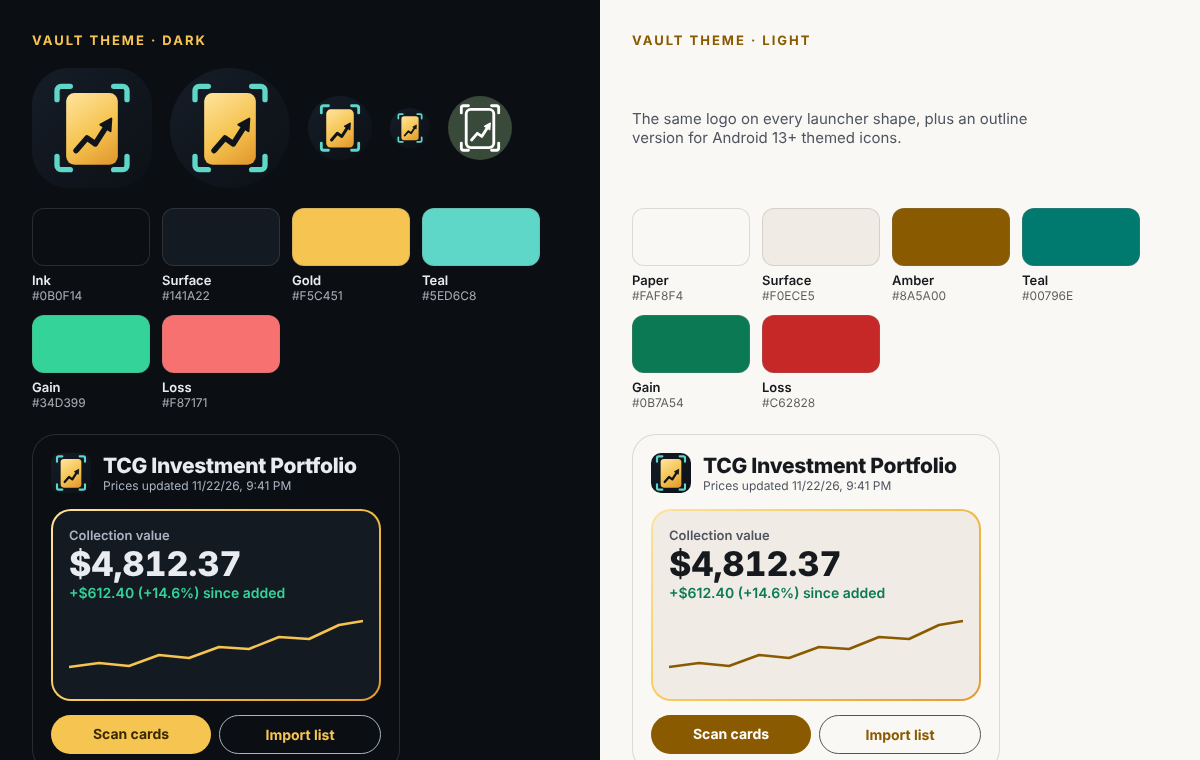 VAULT THEME · DARK
Ink
#0B0F14
Surface
#141A22
Gold
#F5C451
Teal
#5ED6C8
Gain
#34D399
Loss
#F87171
TCG Investment Portfolio
Prices updated 11/22/26, 9:41 PM
Collection value
$4,812.37
+$612.40 (+14.6%) since added
Scan cards
Import list
VAULT THEME · LIGHT
The same logo on every launcher shape, plus an outline
version for Android 13+ themed icons.
Paper
#FAF8F4
Surface
#F0ECE5
Amber
#8A5A00
Teal
#00796E
Gain
#0B7A54
Loss
#C62828
TCG Investment Portfolio
Prices updated 11/22/26, 9:41 PM
Collection value
$4,812.37
+$612.40 (+14.6%) since added
Scan cards
Import list